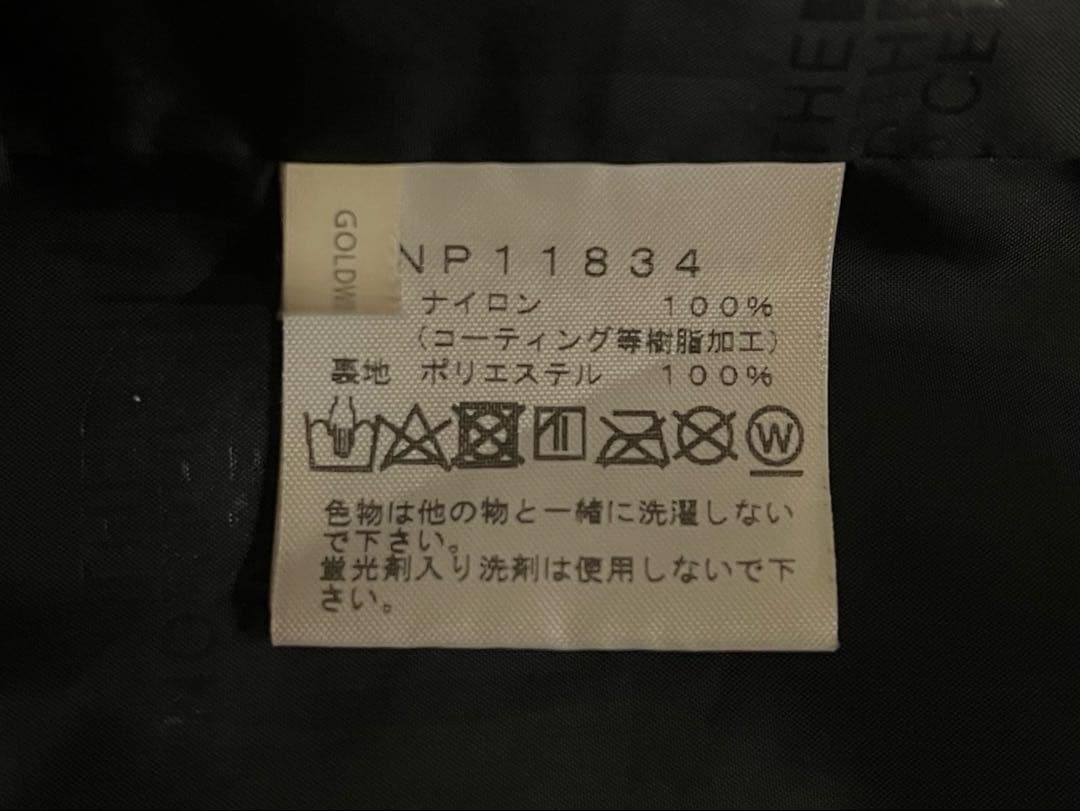 THE
CE
GOLDW
NP11834
ナイロン 100%
(コーティング等樹脂加工)
裏地 ポリエステル 100%
W
色物は他の物と一緒に洗濯しない
で下さい。
蛍光剤入り洗剤は使用しないで下
さい。